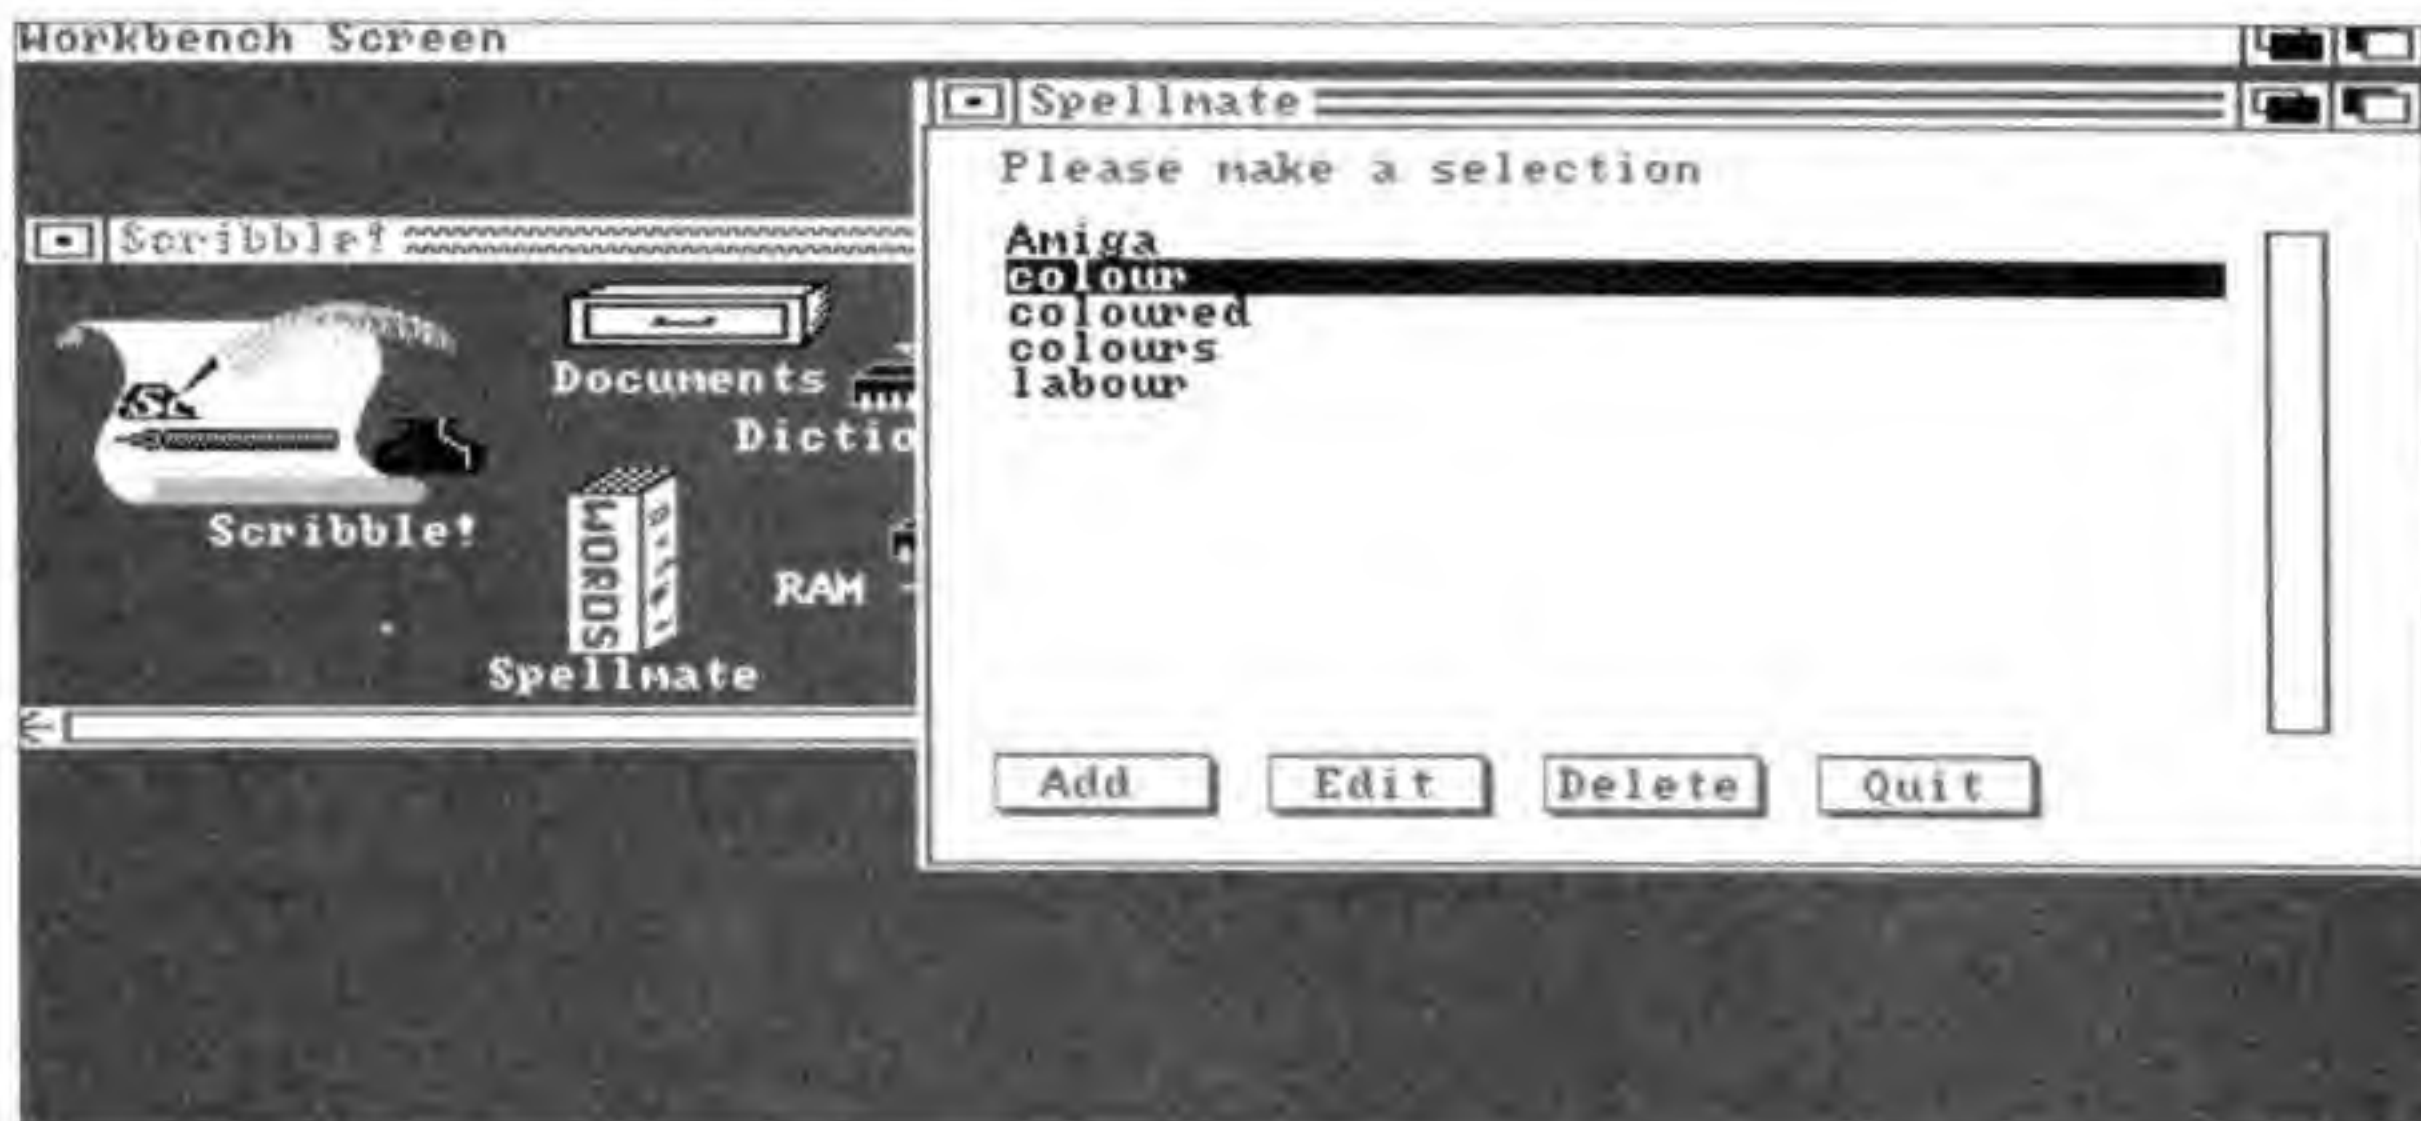 Workbench Screen
Spellmate
Please make a selection
Amiga
colour
coloured
colours
labour
Add Edit Delete Quit
Scribble!
Documents
Dictio
Scribble!
WORDS
RAM
Spellmate